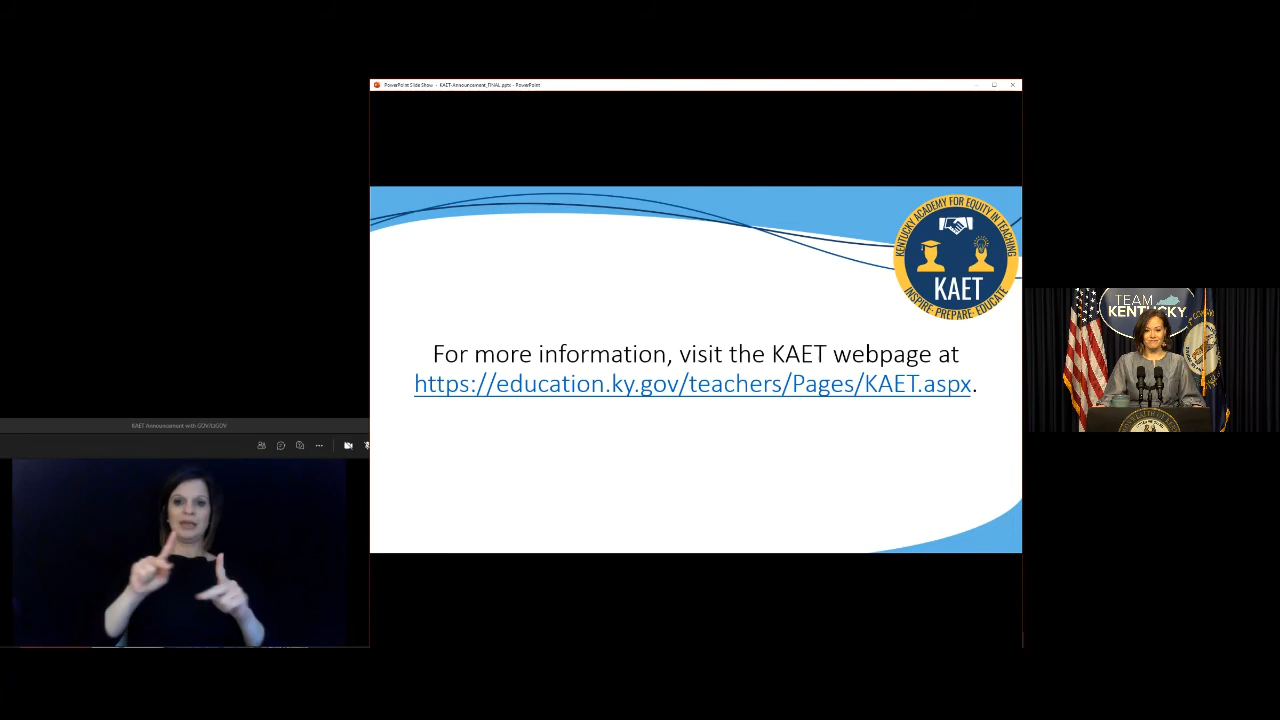 PowerPoint Slide Show - KAET-Announcement_FINAL.pptx - PowerPoint
KENTUCKY ACADEMY FOR EQUITY IN TEACHING
KAET
INSPIRE · PREPARE · EDUCATE
For more information, visit the KAET webpage at
https://education.ky.gov/teachers/Pages/KAET.aspx.
TEAM
KENTUCKY
KAET Announcement with GOV/LtGOV